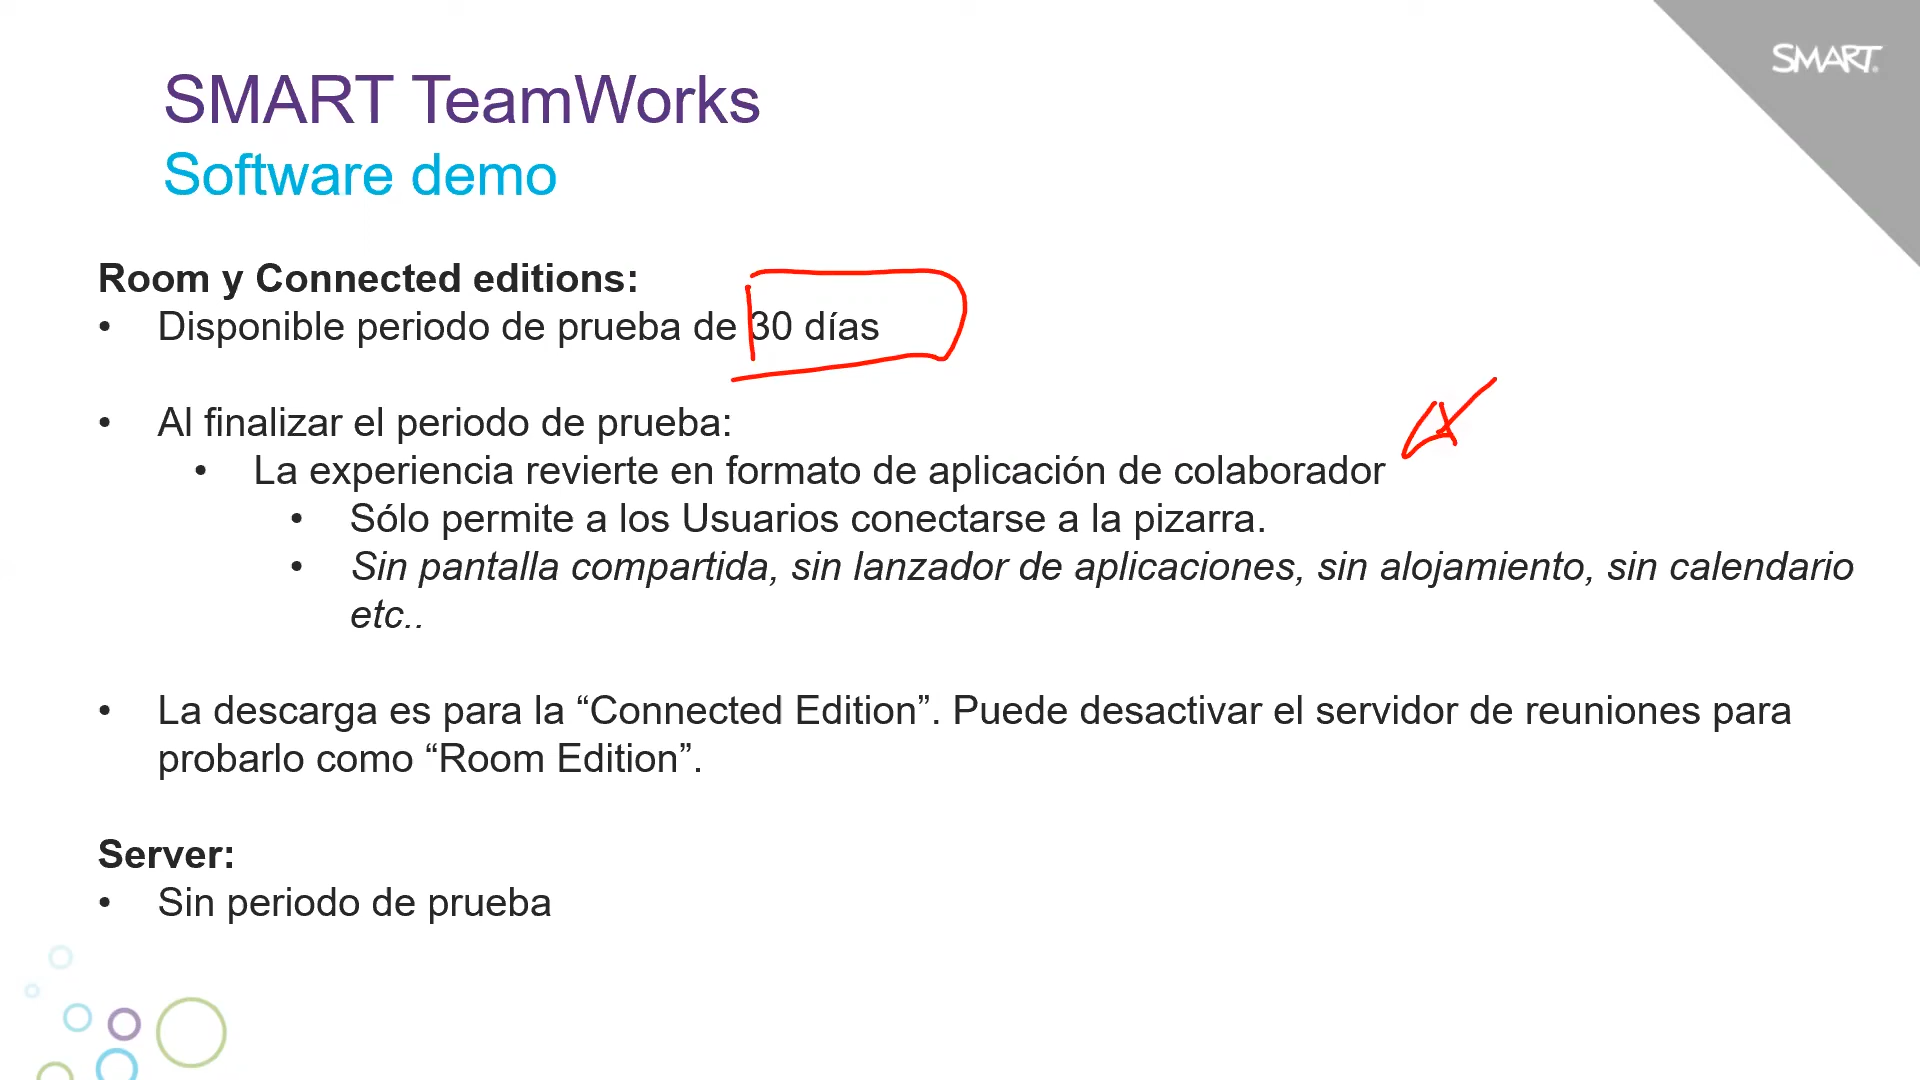 SMART
SMART TeamWorks
Software demo
Room y Connected editions:
• Disponible periodo de prueba de 30 días
• Al finalizar el periodo de prueba:
• La experiencia revierte en formato de aplicación de colaborador
• Sólo permite a los Usuarios conectarse a la pizarra.
• Sin pantalla compartida, sin lanzador de aplicaciones, sin alojamiento, sin calendario
etc..
• La descarga es para la “Connected Edition”. Puede desactivar el servidor de reuniones para
probarlo como “Room Edition”.
Server:
• Sin periodo de prueba